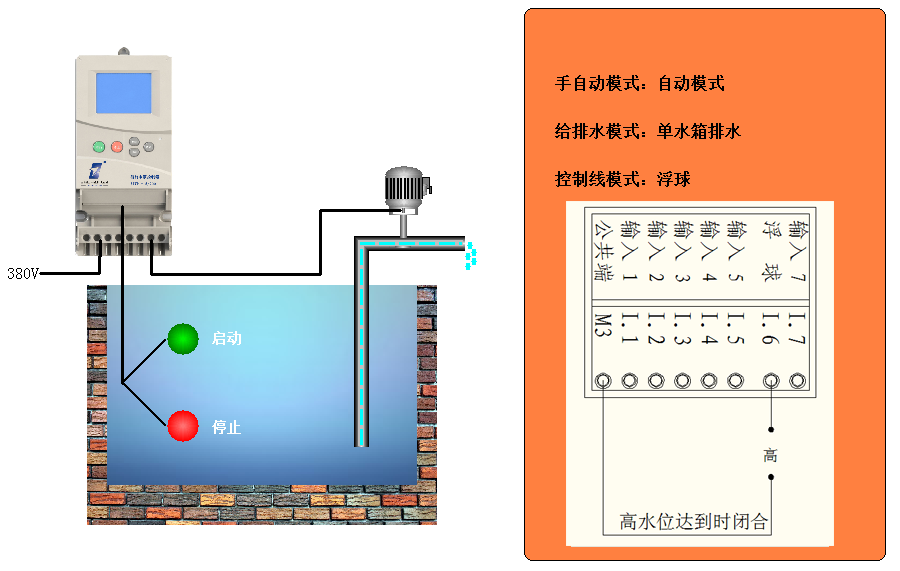 380V
启动
停止
手自动模式：自动模式
给排水模式：单水箱排水
控制线模式：浮球
公共端
输入1
输入2
输入3
输入4
输入5
浮球
输入7
M3
I.1
I.2
I.3
I.4
I.5
I.6
I.7
高
高水位达到时闭合